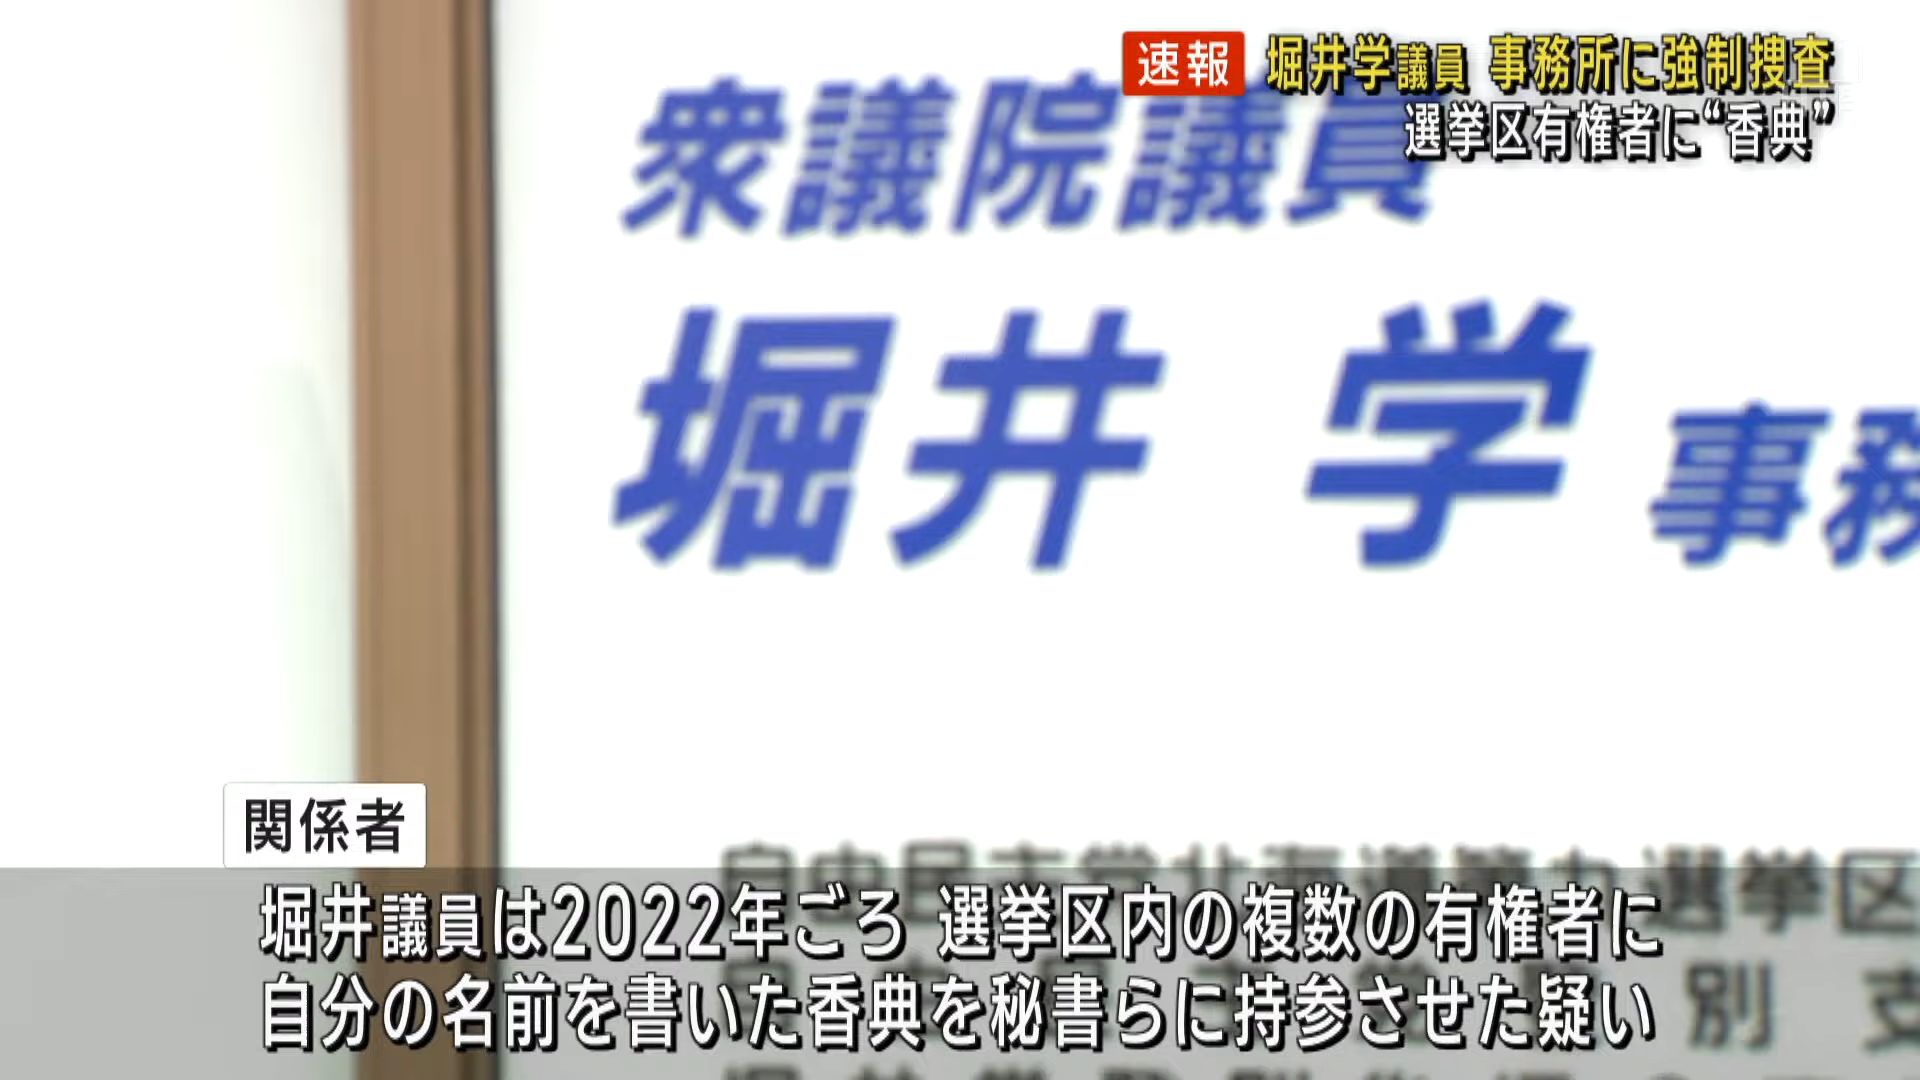 速報
堀井学議員 事務所に強制捜査
選挙区有権者に“香典”
衆議院議員
堀井 学 事務
関係者
堀井議員は2022年ごろ 選挙区内の複数の有権者に
自分の名前を書いた香典を秘書らに持参させた疑い